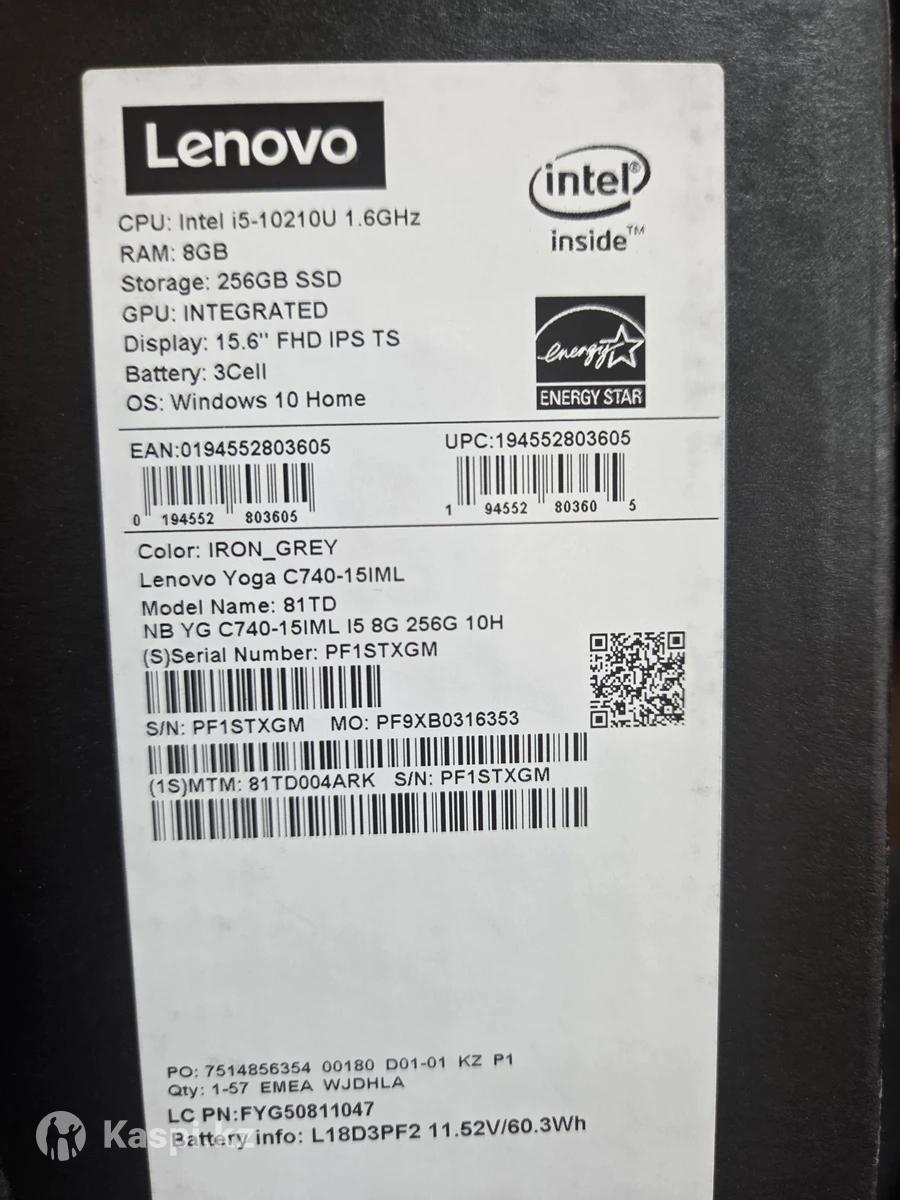 Lenovo
CPU: Intel i5-10210U 1.6GHz
RAM: 8GB
Storage: 256GB SSD
GPU: INTEGRATED
Display: 15.6" FHD IPS TS
Battery: 3Cell
OS: Windows 10 Home
intel®
inside™
energy
ENERGY STAR
EAN:0194552803605
0 194552 803605
UPC:194552803605
1 94552 80360 5
Color: IRON_GREY
Lenovo Yoga C740-15IML
Model Name: 81TD
NB YG C740-15IML I5 8G 256G 10H
(S)Serial Number: PF1STXGM
S/N: PF1STXGM MO: PF9XB0316353
(1S)MTM: 81TD004ARK S/N: PF1STXGM
PO: 7514856354 00180 D01-01 KZ P1
Qty: 1-57 EMEA WJDHLA
LC PN:FYG50811047
Battery info: L18D3PF2 11.52V/60.3Wh
Kaspi.kz